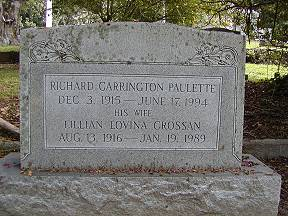 RICHARD CARRINGTON PAULETTE
DEC. 3, 1915 — JUNE 17, 1994
HIS WIFE
LILLIAN LOVINA CROSSAN
AUG. 13, 1916 — JAN. 19, 1989